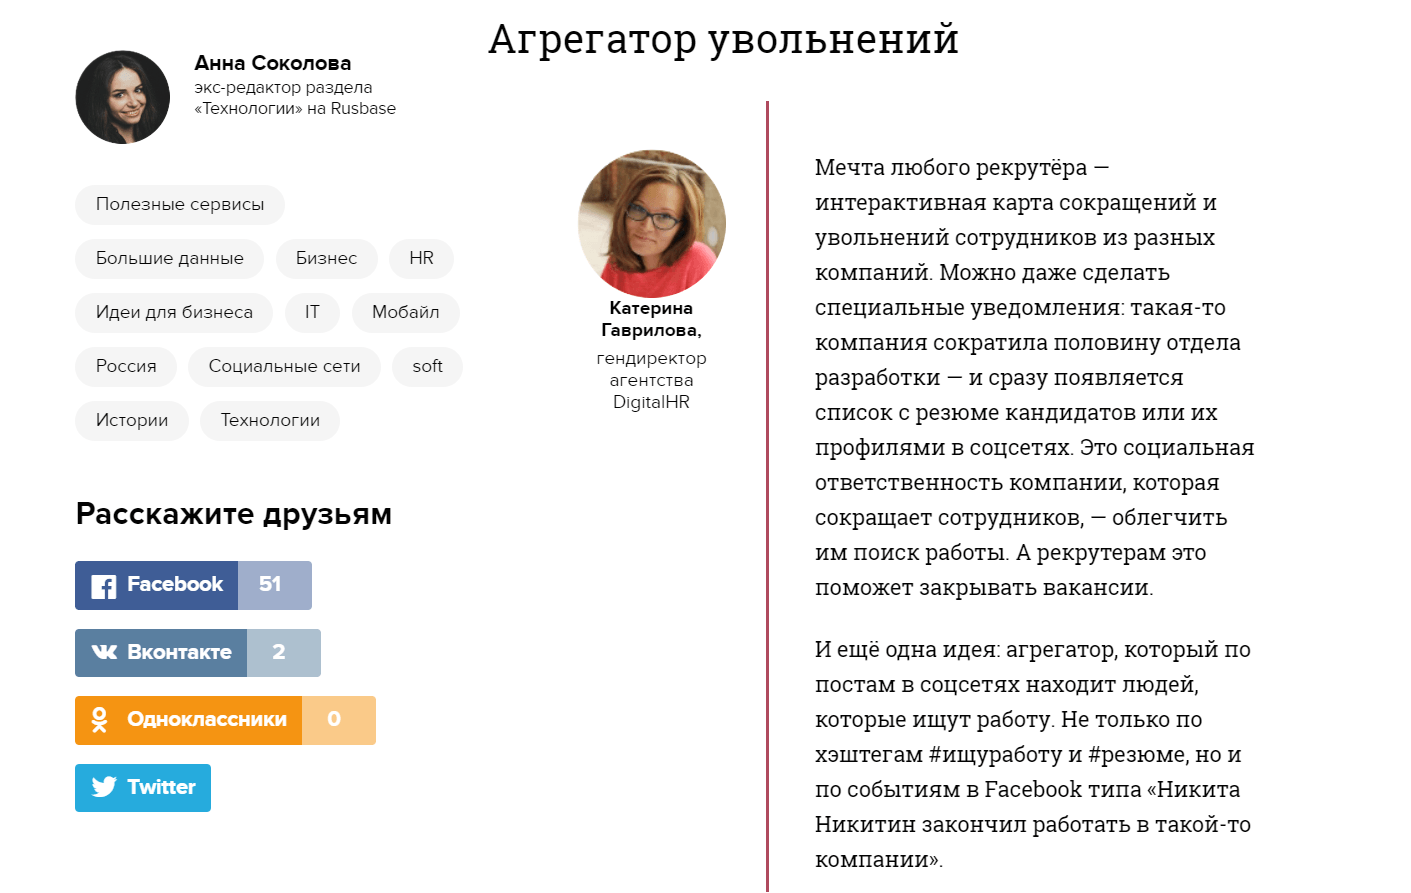 Агрегатор увольнений
Анна Соколова
экс-редактор раздела
«Технологии» на Rusbase
Полезные сервисы
Большие данные
Бизнес
HR
Идеи для бизнеса
IT
Мобайл
Россия
Социальные сети
soft
Истории
Технологии
Расскажите друзьям
Facebook 51
Вконтакте 2
Одноклассники 0
Twitter
Катерина
Гаврилова,
гендиректор
агентства
DigitalHR
Мечта любого рекрутёра —
интерактивная карта сокращений и
увольнений сотрудников из разных
компаний. Можно даже сделать
специальные уведомления: такая-то
компания сократила половину отдела
разработки — и сразу появляется
список с резюме кандидатов или их
профилями в соцсетях. Это социальная
ответственность компании, которая
сокращает сотрудников, — облегчить
им поиск работы. А рекрутерам это
поможет закрывать вакансии.
И ещё одна идея: агрегатор, который по
постам в соцсетях находит людей,
которые ищут работу. Не только по
хэштегам #ищуработу и #резюме, но и
по событиям в Facebook типа «Никита
Никитин закончил работать в такой-то
компании».